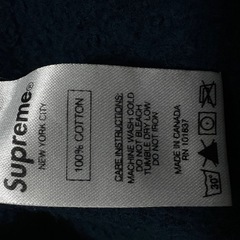 Supreme®
NEW YORK CITY
100% COTTON
CARE INSTRUCTIONS:
MACHINE WASH COLD
DO NOT BLEACH
TUMBLE DRY LOW
DO NOT IRON
MADE IN CANADA
RN 101837
30°